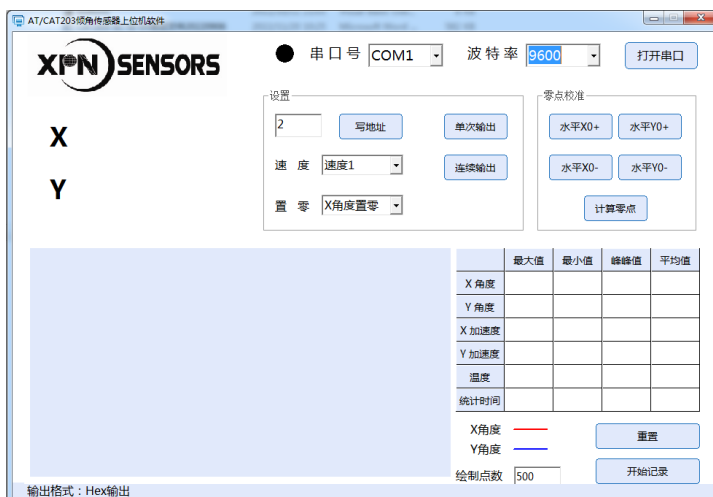 AT/CAT203倾角传感器上位机软件
XPN SENSORS
串口号 COM1 波特率 9600 打开串口
设置
零点校准
2 写地址 单次输出
水平X0+ 水平Y0+
X
速 度 速度1 连续输出
水平X0- 水平Y0-
Y
置 零 X角度置零
计算零点
最大值 最小值 峰峰值 平均值
X 角度
Y 角度
X 加速度
Y 加速度
温度
统计时间
X角度 重置
Y角度
绘制点数 500 开始记录
输出格式：Hex输出